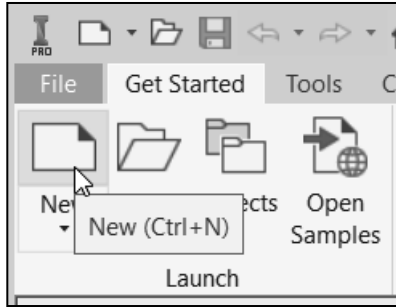 I
PRO
File Get Started Tools C
Ne ects Open
New (Ctrl+N) Samples
Launch